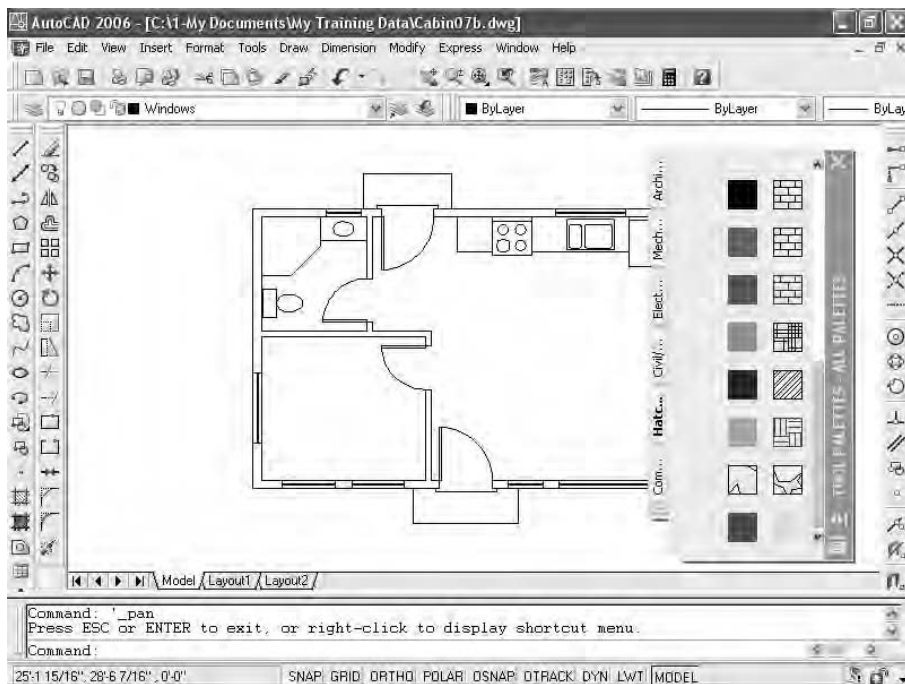 AutoCAD 2006 - [C:\1-My Documents\My Training Data\Cabin07b.dwg]
File Edit View Insert Format Tools Draw Dimension Modify Express Window Help
Windows ByLayer ByLayer ByLay
Archi...
Mech...
Elect...
Civil/...
Hatc...
Com...
TOOL PALETTES - ALL PALETTES
Model Layout1 Layout2
Command: '_pan
Press ESC or ENTER to exit, or right-click to display shortcut menu.
Command:
25'-1 15/16", 28'-6 7/16" , 0'-0" SNAP GRID ORTHO POLAR OSNAP OTRACK DYN LWT MODEL